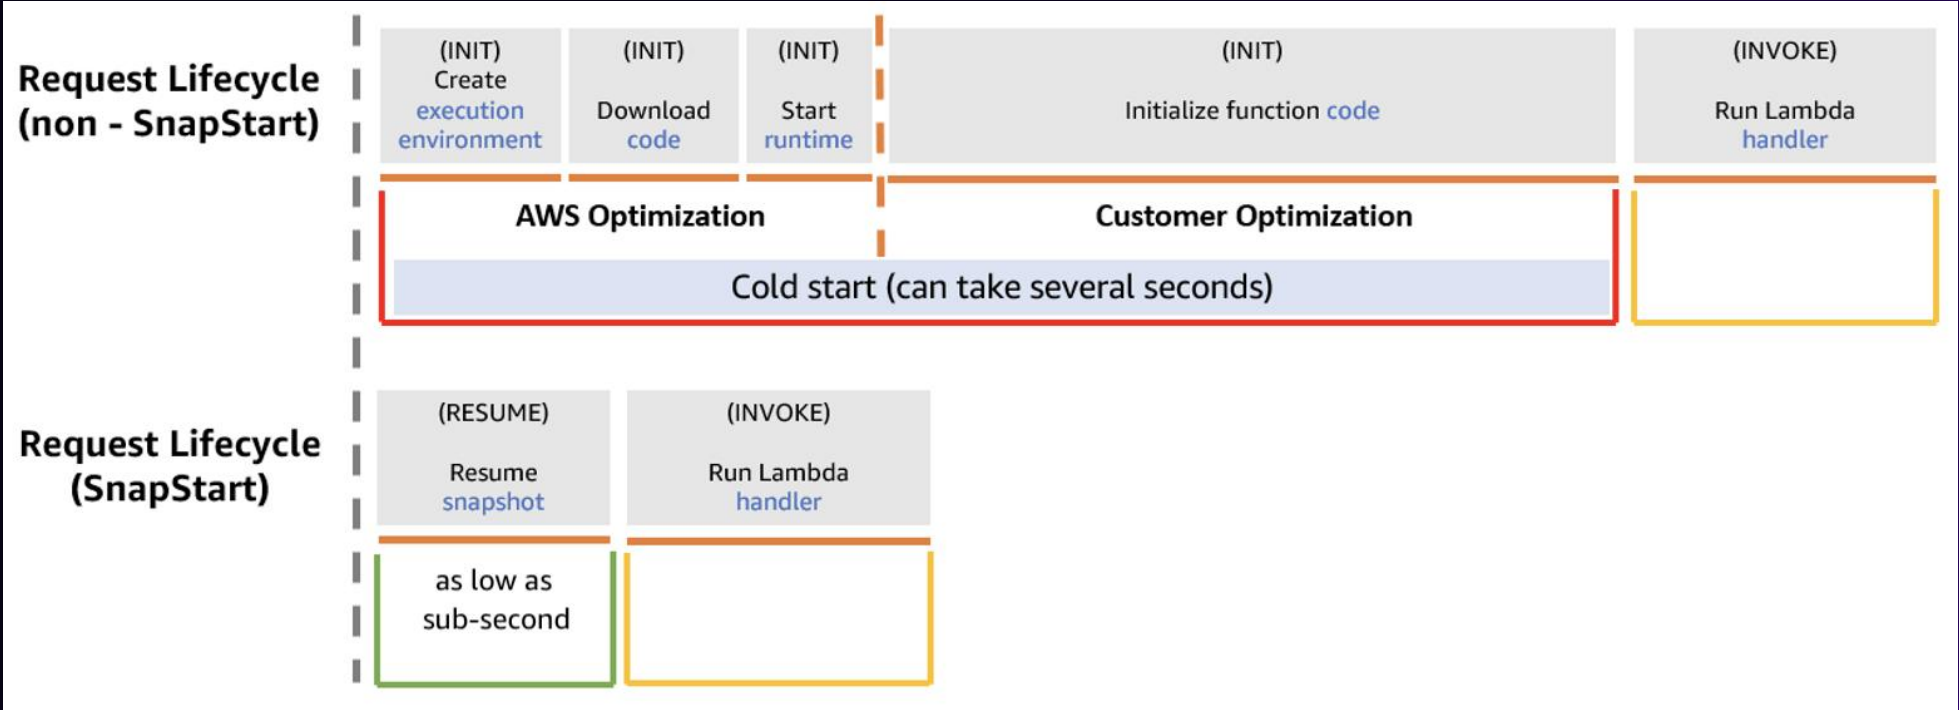 Request Lifecycle
(non - SnapStart)
(INIT)
Create
execution
environment
(INIT)
Download
code
(INIT)
Start
runtime
(INIT)
Initialize function code
(INVOKE)
Run Lambda
handler
AWS Optimization
Customer Optimization
Cold start (can take several seconds)
Request Lifecycle
(SnapStart)
(RESUME)
Resume
snapshot
(INVOKE)
Run Lambda
handler
as low as
sub-second